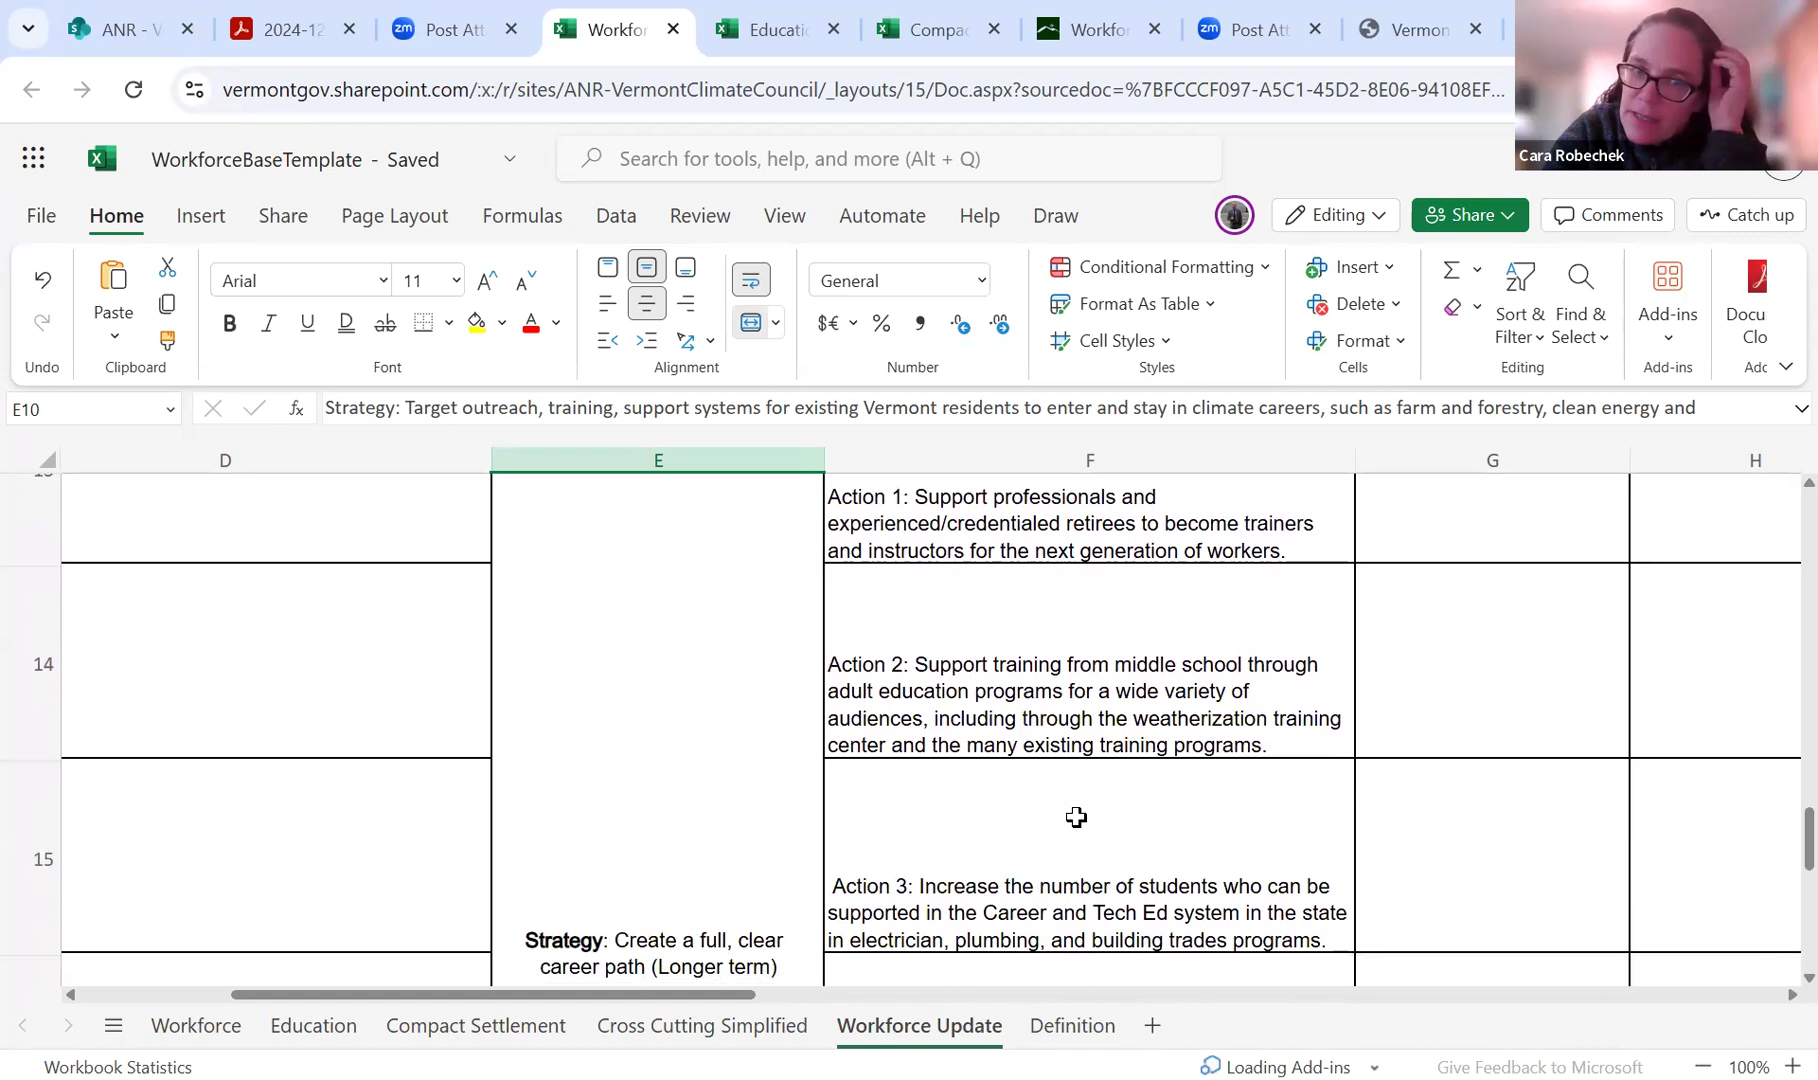 ANR - V
2024-12
Post Att
Workfor
Educatio
Compac
Workfor
Post Att
Vermon
vermontgov.sharepoint.com/:x:/r/sites/ANR-VermontClimateCouncil/_layouts/15/Doc.aspx?sourcedoc=%7BFCCCF097-A5C1-45D2-8E06-94108EF...
Cara Robechek
WorkforceBaseTemplate - Saved
Search for tools, help, and more (Alt + Q)
File Home Insert Share Page Layout Formulas Data Review View Automate Help Draw
Editing Share Comments Catch up
Arial 11 General
Conditional Formatting
Format As Table
Cell Styles
Insert
Delete
Format
Paste
Sort & Filter
Find & Select
Add-ins
Docu
Clo
Undo Clipboard Font Alignment Number Styles Cells Editing Add-ins Adc
E10
Strategy: Target outreach, training, support systems for existing Vermont residents to enter and stay in climate careers, such as farm and forestry, clean energy and
D E F G H
Action 1: Support professionals and
experienced/credentialed retirees to become trainers
and instructors for the next generation of workers.
14
Action 2: Support training from middle school through
adult education programs for a wide variety of
audiences, including through the weatherization training
center and the many existing training programs.
15
Action 3: Increase the number of students who can be
supported in the Career and Tech Ed system in the state
in electrician, plumbing, and building trades programs.
Strategy: Create a full, clear
career path (Longer term)
Workforce Education Compact Settlement Cross Cutting Simplified Workforce Update Definition
Workbook Statistics
Loading Add-ins
Give Feedback to Microsoft
100%